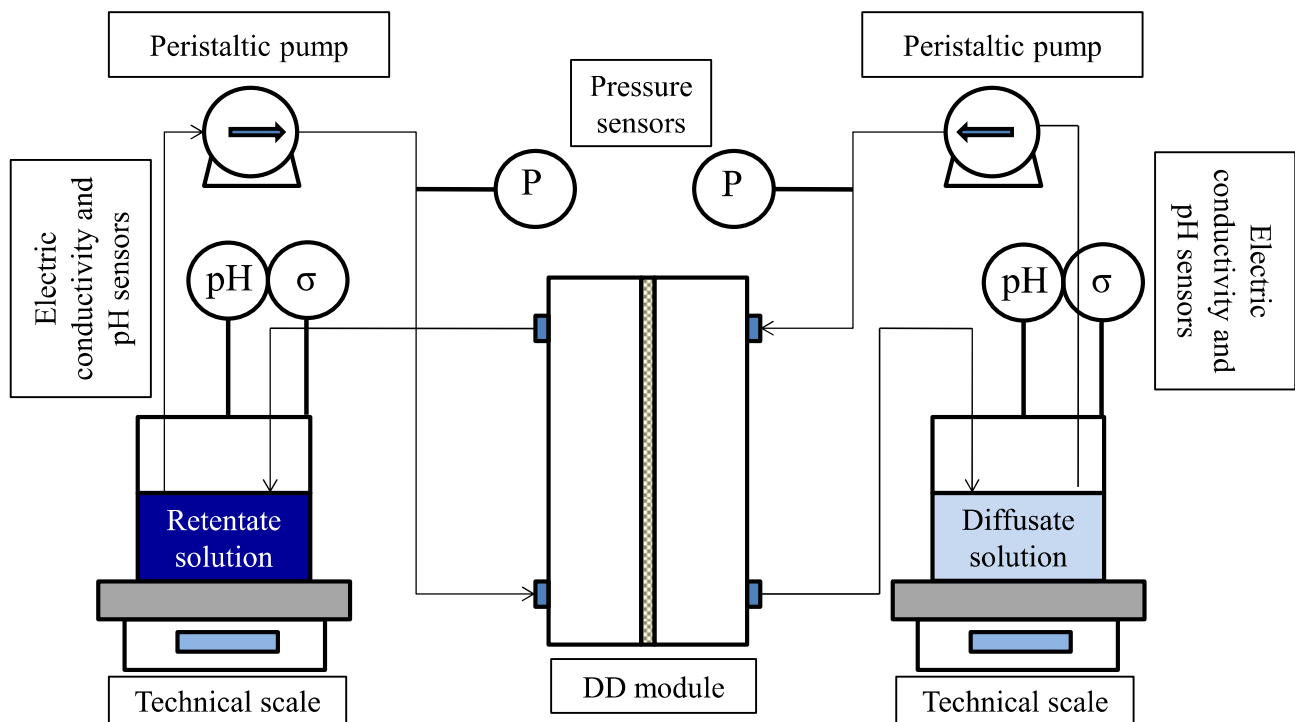 Peristaltic pump
Peristaltic pump
Pressure
sensors
P
P
Electric
conductivity and
pH sensors
Electric
conductivity and
pH sensors
pH
σ
pH
σ
Retentate
solution
Diffusate
solution
Technical scale
DD module
Technical scale